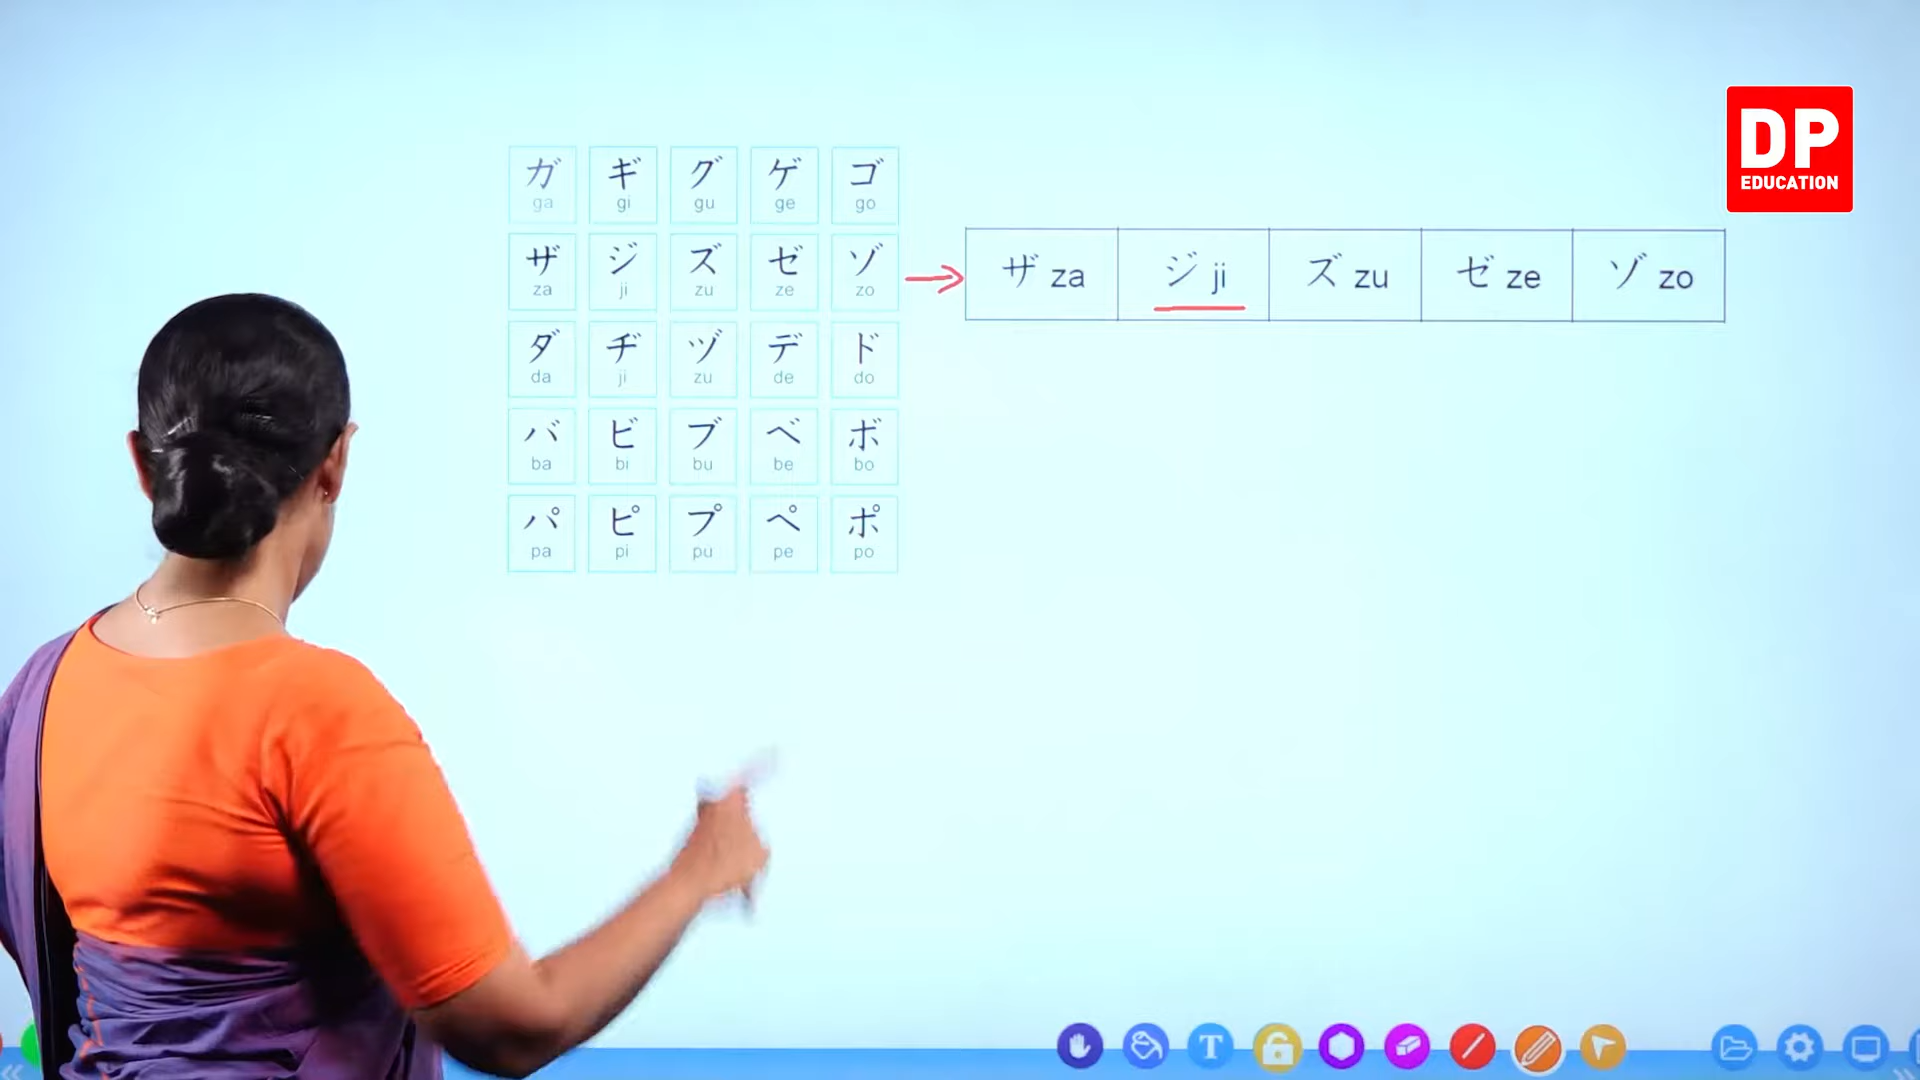 DP
EDUCATION
ガ ギ グ ゲ ゴ
ga gi gu ge go
ザ ジ ズ ゼ ゾ
za ji zu ze zo
ザ za ジ ji ズ zu ゼ ze ゾ zo
ダ ヂ ヅ デ ド
da ji zu de do
バ ビ ブ ベ ボ
ba bi bu be bo
パ ピ プ ペ ポ
pa pi pu pe po
T